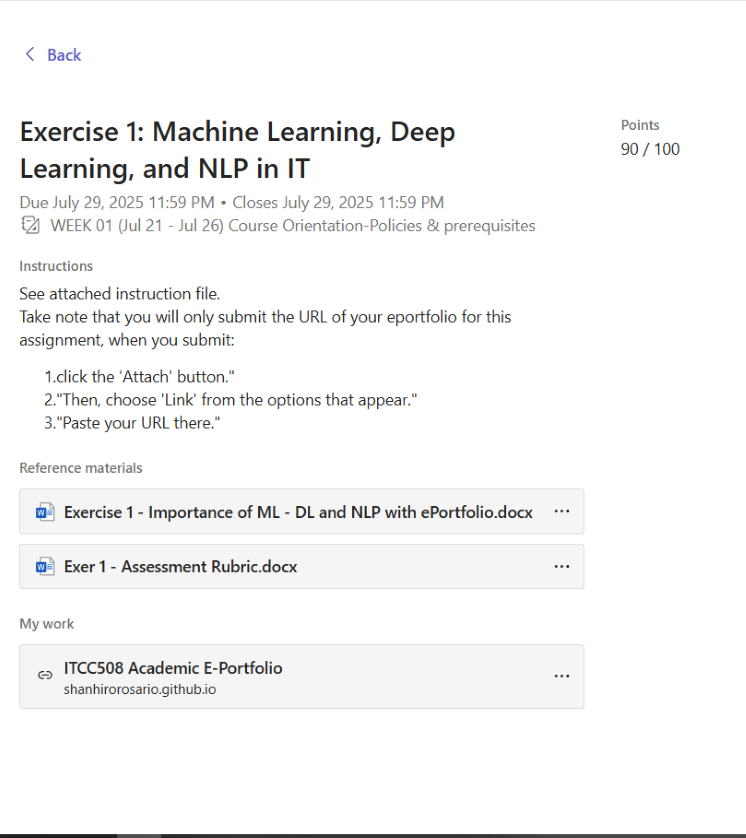 Back
Exercise 1: Machine Learning, Deep
Learning, and NLP in IT
Points
90 / 100
Due July 29, 2025 11:59 PM • Closes July 29, 2025 11:59 PM
WEEK 01 (Jul 21 - Jul 26) Course Orientation-Policies & prerequisites
Instructions
See attached instruction file.
Take note that you will only submit the URL of your eportfolio for this
assignment, when you submit:
1.click the 'Attach' button."
2."Then, choose 'Link' from the options that appear."
3."Paste your URL there."
Reference materials
Exercise 1 - Importance of ML - DL and NLP with ePortfolio.docx
Exer 1 - Assessment Rubric.docx
My work
ITCC508 Academic E-Portfolio
shanhirorosario.github.io